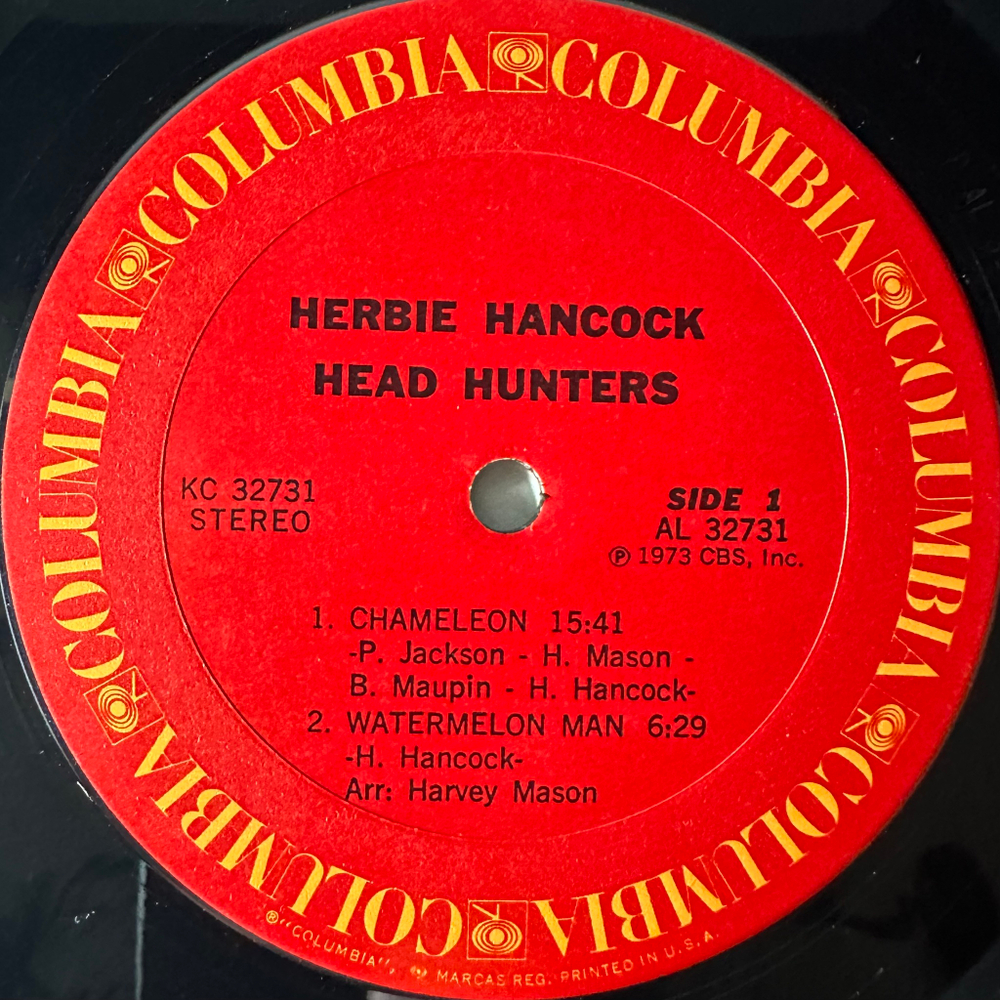 COLUMBIA COLUMBIA COLUMBIA COLUMBIA COLUMBIA COLUMBIA COLUMBIA COLUMBIA
HERBIE HANCOCK
HEAD HUNTERS
KC 32731
STEREO
SIDE 1
AL 32731
Ⓟ 1973 CBS, Inc.
1. CHAMELEON 15:41
-P. Jackson - H. Mason -
B. Maupin - H. Hancock-
2. WATERMELON MAN 6:29
-H. Hancock-
Arr: Harvey Mason
®"COLUMBIA", MARCAS REG. PRINTED IN U.S.A.